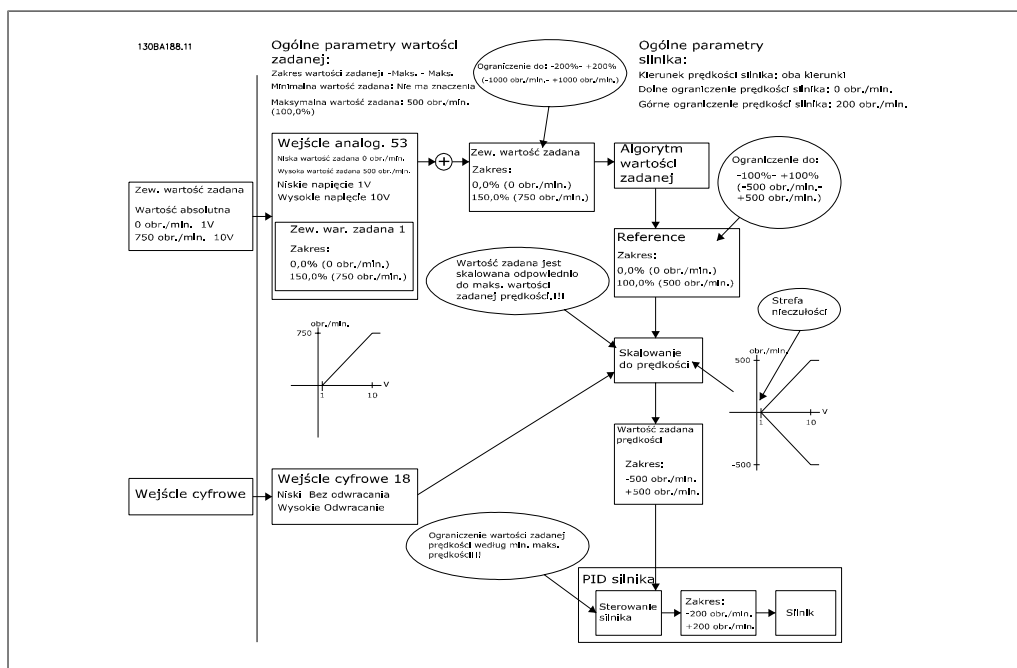 130BA188.11
Ogólne parametry wartości
zadanej:
Zakres wartości zadanej: -Maks. - Maks.
Minimalna wartość zadana: Nie ma znaczenia
Maksymalna wartość zadana: 500 obr./min.
(100,0%)
Ograniczenie do: -200%- +200%
(-1000 obr./min.- +1000 obr./min.)
Ogólne parametry
silnika:
Kierunek prędkości silnika: oba kierunki
Dolne ograniczenie prędkości silnika: 0 obr./min.
Górne ograniczenie prędkości silnika: 200 obr./min.
Zew. wartość zadana
Wartość absolutna
0 obr./min. 1V
750 obr./min. 10V
Wejście analog. 53
Niska wartość zadana 0 obr./min.
Wysoka wartość zadana 500 obr./min.
Niskie napięcie 1V
Wysokie napięcie 10V
Zew. war. zadana 1
Zakres:
0,0% (0 obr./min.)
150,0% (750 obr./min.)
Zew. wartość zadana
Zakres:
0,0% (0 obr./min.)
150,0% (750 obr./min.)
Algorytm
wartości
zadanej
Ograniczenie do:
-100%- +100%
(-500 obr./min.-
+500 obr./min.)
Reference
Zakres:
0,0% (0 obr./min.)
100,0% (500 obr./min.)
Wartość zadana jest
skalowana odpowiednio
do maks. wartości
zadanej prędkości.!!!
Strefa
nieczułości
obr./min.
750
V
1
10
Skalowanie
do prędkości
obr./min.
500
V
1
10
-500
Wartość zadana
prędkości
Zakres:
-500 obr./min.
+500 obr./min.
Wejście cyfrowe
Wejście cyfrowe 18
Niski Bez odwracania
Wysokie Odwracanie
Ograniczenie wartości zadanej
prędkości według min. maks.
prędkości!!!
PID silnika
Sterowanie
silnika
Zakres:
-200 obr./min.
+200 obr./min.
Silnik